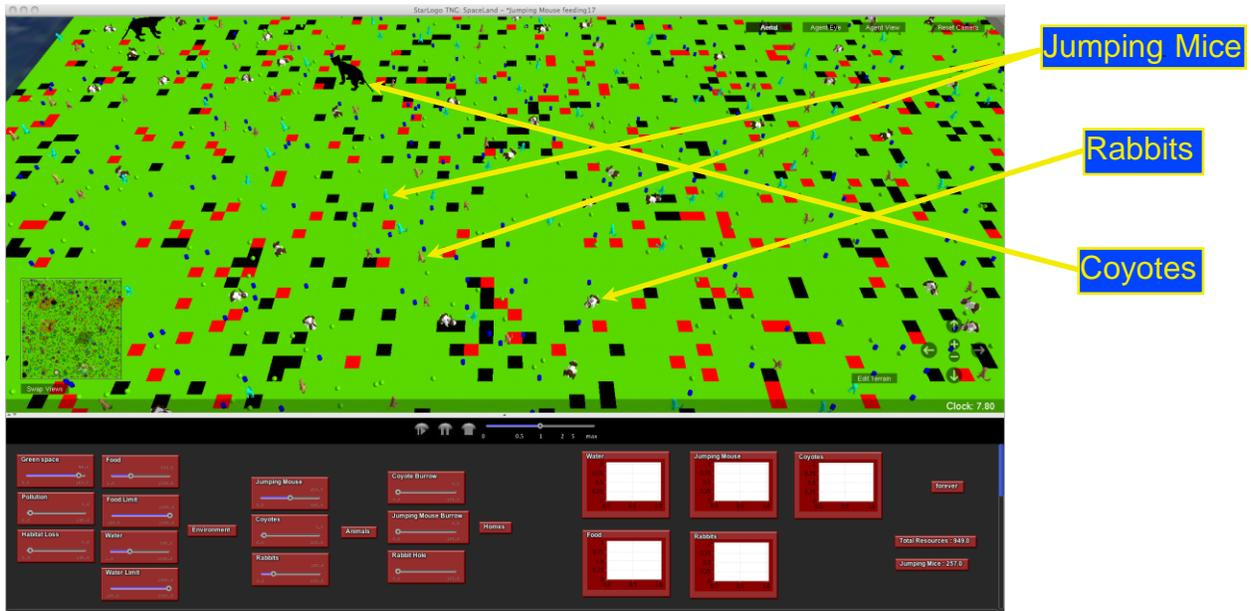 StarLogo TNG: SpaceLand - *Jumping Mouse feeding17
Aerial
Agent Eye
Agent View
Reset Camera
Jumping Mice
Rabbits
Coyotes
Swap Views
Edit Terrain
Clock: 7.80
0 0.5 1 2 5 max
Green space
Pollution
Habitat Loss
Food
Food Limit
Water
Water Limit
Environment
Jumping Mouse
Coyotes
Rabbits
Animals
Coyote Burrow
Jumping Mouse Burrow
Rabbit Hole
Homes
Water
Jumping Mouse
Coyotes
Food
Rabbits
forever
Total Resources : 949.0
Jumping Mice : 257.0